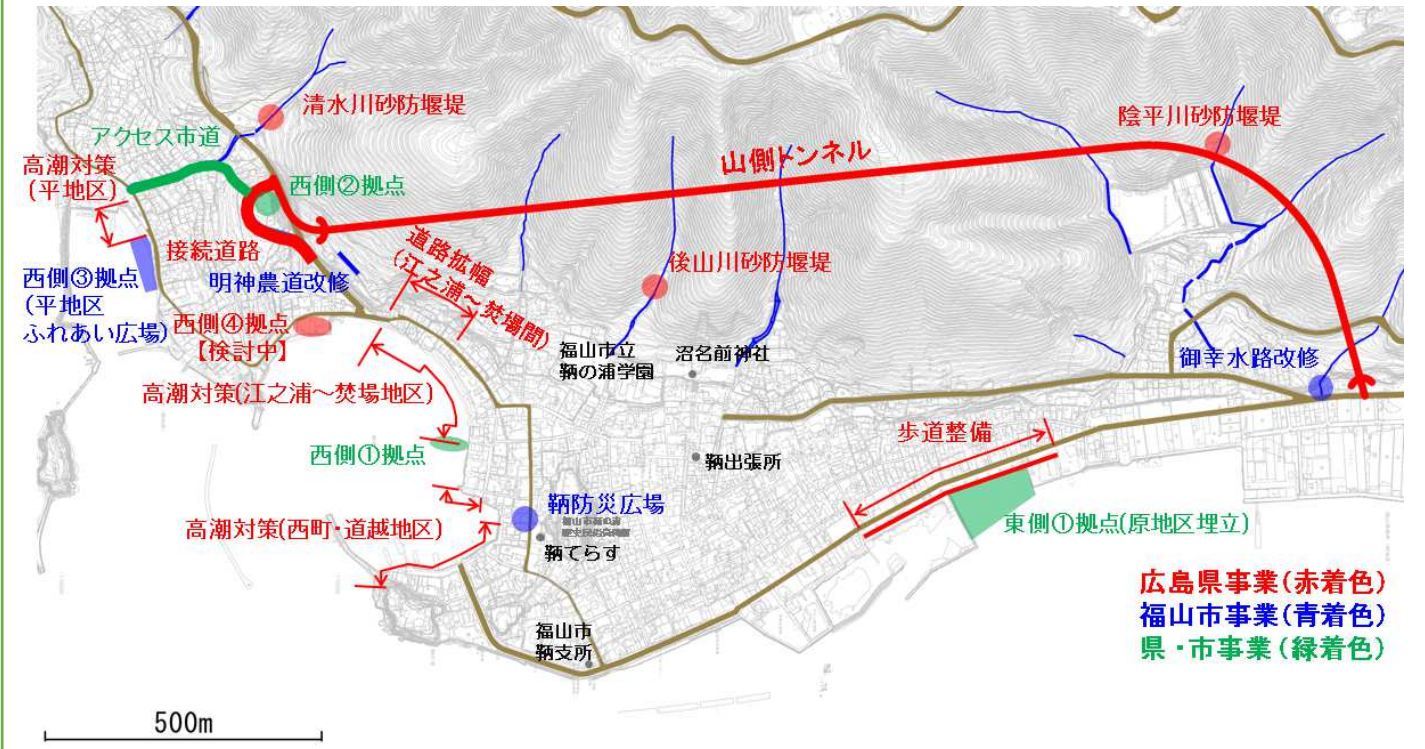 清水川砂防堰堤
陰平川砂防堰堤
アクセス市道
山側トンネル
高潮対策
(平地区)
西側②拠点
接続道路
道路拡幅
(江之浦~焚場間)
後山川砂防堰堤
西側③拠点
(平地区
ふれあい広場)
明神農道改修
西側④拠点
【検討中】
福山市立
鞆の浦学園
沼名前神社
御幸水路改修
高潮対策(江之浦~焚場地区)
歩道整備
西側①拠点
鞆出張所
鞆防災広場
高潮対策(西町・道越地区)
鞆てらす
東側①拠点(原地区埋立)
福山市
鞆支所
広島県事業(赤着色)
福山市事業(青着色)
県・市事業(緑着色)
500m